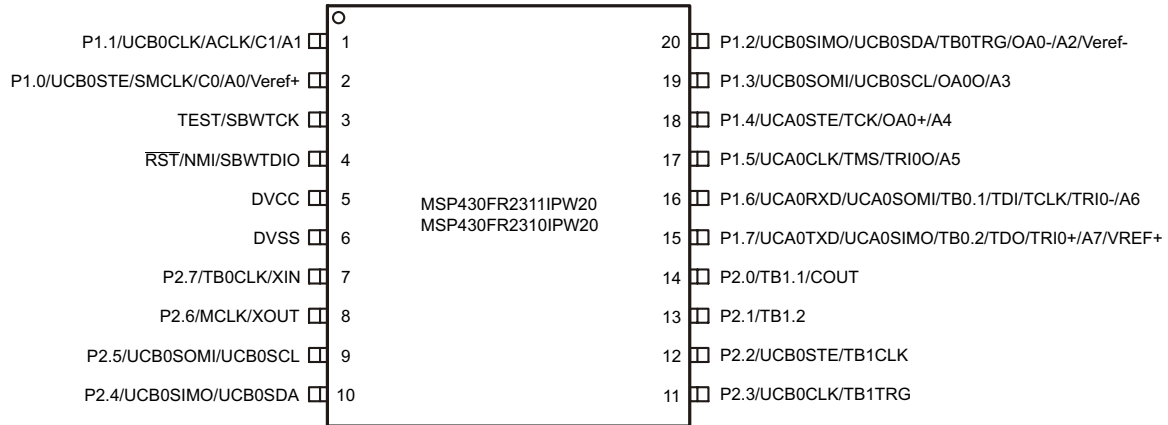 P1.1/UCB0CLK/ACLK/C1/A1 1
20 P1.2/UCB0SIMO/UCB0SDA/TB0TRG/OA0-/A2/Veref-
P1.0/UCB0STE/SMCLK/C0/A0/Veref+ 2
19 P1.3/UCB0SOMI/UCB0SCL/OA0O/A3
TEST/SBWTCK 3
18 P1.4/UCA0STE/TCK/OA0+/A4
RST/NMI/SBWTDIO 4
17 P1.5/UCA0CLK/TMS/TRI0O/A5
DVCC 5
MSP430FR2311IPW20
16 P1.6/UCA0RXD/UCA0SOMI/TB0.1/TDI/TCLK/TRI0-/A6
MSP430FR2310IPW20
DVSS 6
15 P1.7/UCA0TXD/UCA0SIMO/TB0.2/TDO/TRI0+/A7/VREF+
P2.7/TB0CLK/XIN 7
14 P2.0/TB1.1/COUT
P2.6/MCLK/XOUT 8
13 P2.1/TB1.2
P2.5/UCB0SOMI/UCB0SCL 9
12 P2.2/UCB0STE/TB1CLK
P2.4/UCB0SIMO/UCB0SDA 10
11 P2.3/UCB0CLK/TB1TRG